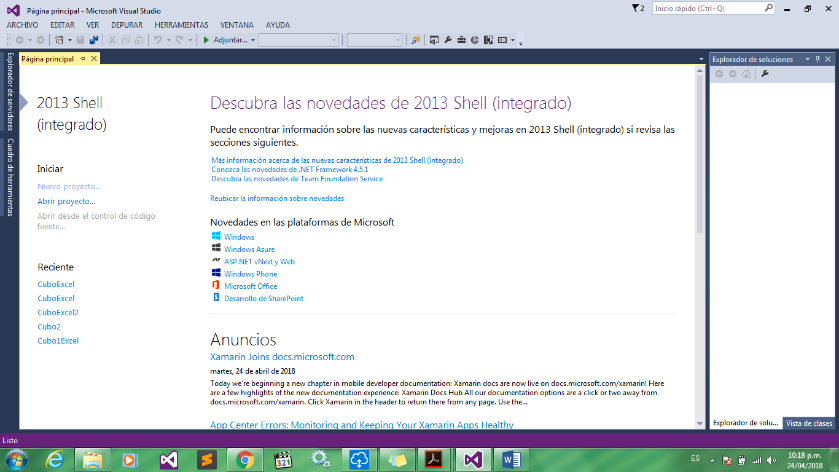 Página principal - Microsoft Visual Studio
2
Inicio rápido (Ctrl+Q)
ARCHIVO EDITAR VER DEPURAR HERRAMIENTAS VENTANA AYUDA
Adjuntar...
Explorador de servidores
Cuadro de herramientas
Página principal
2013 Shell
(integrado)
Iniciar
Nuevo proyecto...
Abrir proyecto...
Abrir desde el control de código
fuente...
Reciente
CuboExcel
CuboExcel
CuboExcel2
Cubo2
Cubo1Excel
Descubra las novedades de 2013 Shell (integrado)
Puede encontrar información sobre las nuevas características y mejoras en 2013 Shell (integrado) si revisa las
secciones siguientes.
Más información acerca de las nuevas características de 2013 Shell (integrado)
Conozca las novedades de .NET Framework 4.5.1
Descubra las novedades de Team Foundation Service
Reubicar la información sobre novedades
Novedades en las plataformas de Microsoft
Windows
Windows Azure
ASP.NET vNext y Web
Windows Phone
Microsoft Office
Desarrollo de SharePoint
Anuncios
Xamarin Joins docs.microsoft.com
martes, 24 de abril de 2018
Today we're beginning a new chapter in mobile developer documentation: Xamarin docs are now live on docs.microsoft.com/xamarin! Here
are a few highlights of the new documentation experience: Xamarin Docs Hub All our documentation options are a click or two away from
docs.microsoft.com/xamarin. Click Xamarin in the header to return there from any page. Use the...
App Center Errors: Monitoring and Keeping Your Xamarin Apps Healthy
Explorador de soluciones
Explorador de solu...
Vista de clases
Listo
321
ES
10:18 p.m.
24/04/2018